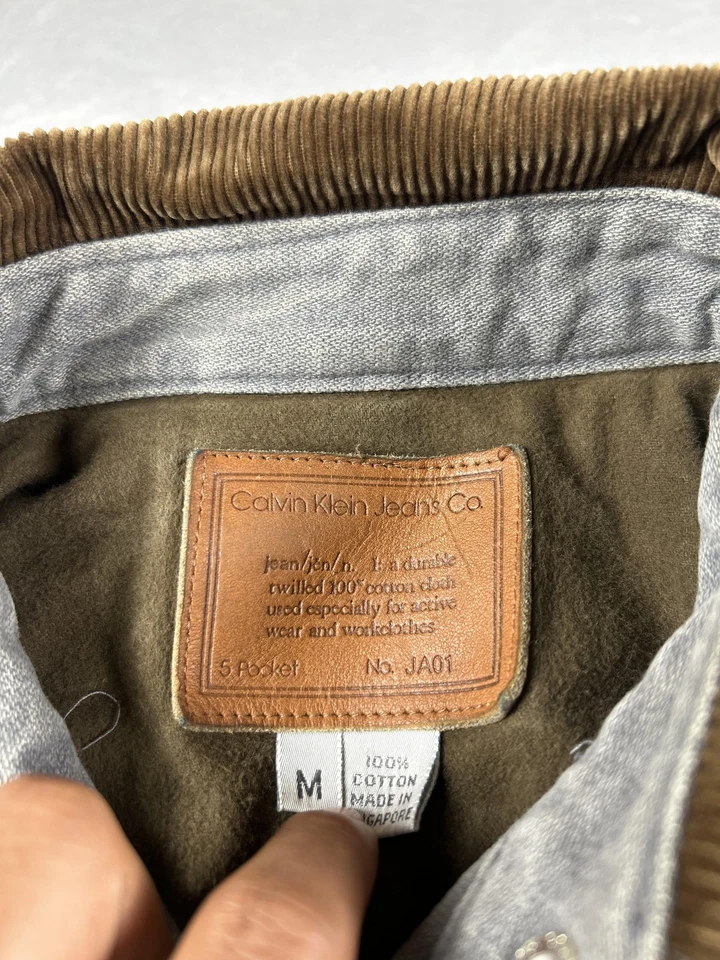 Calvin Klein Jeans Co.
jean/jēn/n. 1: a durable
twilled 100% cotton cloth
used especially for active
wear and workclothes
5 Pocket No. JA01
M
100%
COTTON
MADE IN
NGAPORE